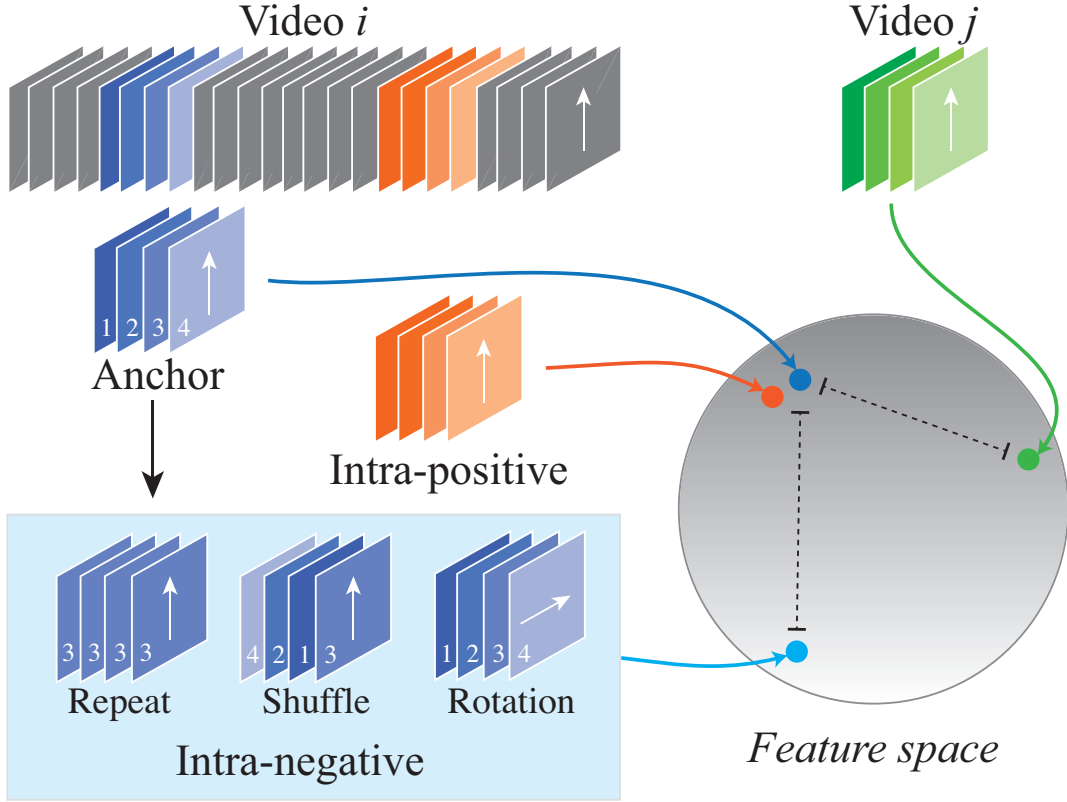 Video i
Video j
1 2 3 4
Anchor
Intra-positive
3 3 3 3
4 2 1 3
1 2 3 4
Repeat
Shuffle
Rotation
Intra-negative
Feature space